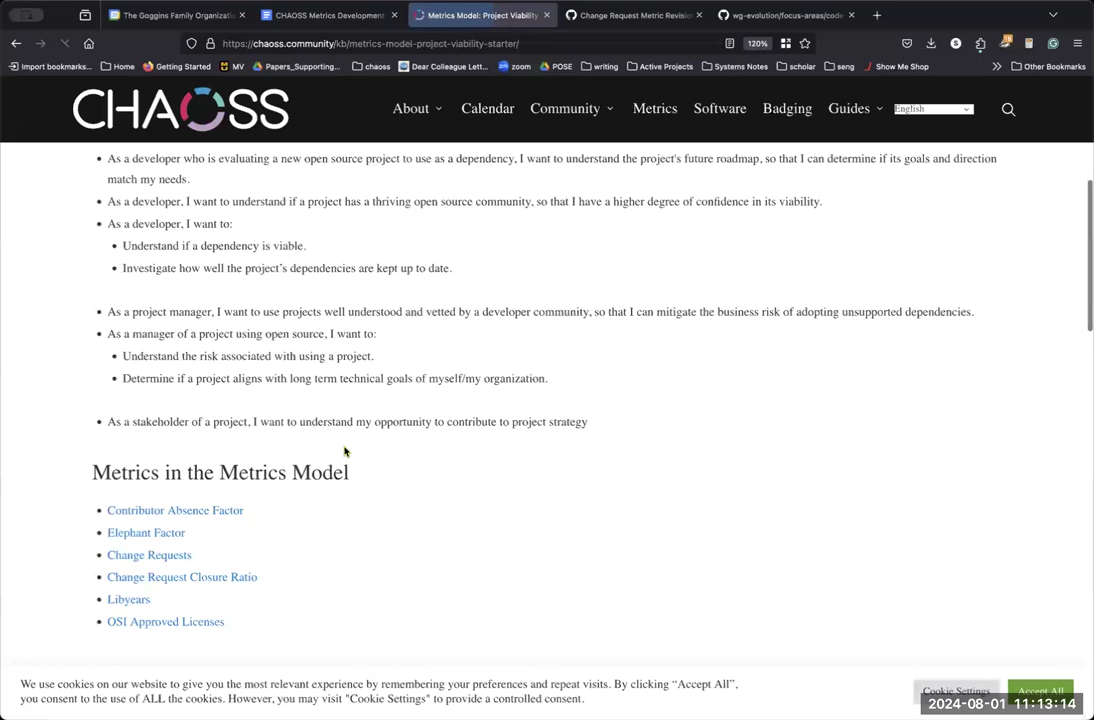 The Goggins Family Organizatio
CHAOSS Metrics Development
Metrics Model: Project Viability
Change Request Metric Revision
wg-evolution/focus-areas/code
https://chaoss.community/kb/metrics-model-project-viability-starter/
120%
Import bookmarks...
Home
Getting Started
MV
Papers_Supporting...
chaoss
Dear Colleague Lett...
zoom
POSE
writing
Active Projects
Systems Notes
scholar
seng
Show Me Shop
Other Bookmarks
CHAOSS
About
Calendar
Community
Metrics
Software
Badging
Guides
English
• As a developer who is evaluating a new open source project to use as a dependency, I want to understand the project's future roadmap, so that I can determine if its goals and direction
match my needs.
• As a developer, I want to understand if a project has a thriving open source community, so that I have a higher degree of confidence in its viability.
• As a developer, I want to:
• Understand if a dependency is viable.
• Investigate how well the project's dependencies are kept up to date.
• As a project manager, I want to use projects well understood and vetted by a developer community, so that I can mitigate the business risk of adopting unsupported dependencies.
• As a manager of a project using open source, I want to:
• Understand the risk associated with using a project.
• Determine if a project aligns with long term technical goals of myself/my organization.
• As a stakeholder of a project, I want to understand my opportunity to contribute to project strategy
Metrics in the Metrics Model
• Contributor Absence Factor
• Elephant Factor
• Change Requests
• Change Request Closure Ratio
• Libyears
• OSI Approved Licenses
We use cookies on our website to give you the most relevant experience by remembering your preferences and repeat visits. By clicking “Accept All”,
you consent to the use of ALL the cookies. However, you may visit "Cookie Settings" to provide a controlled consent.
Cookie Settings
Accept All
2024-08-01 11:13:14